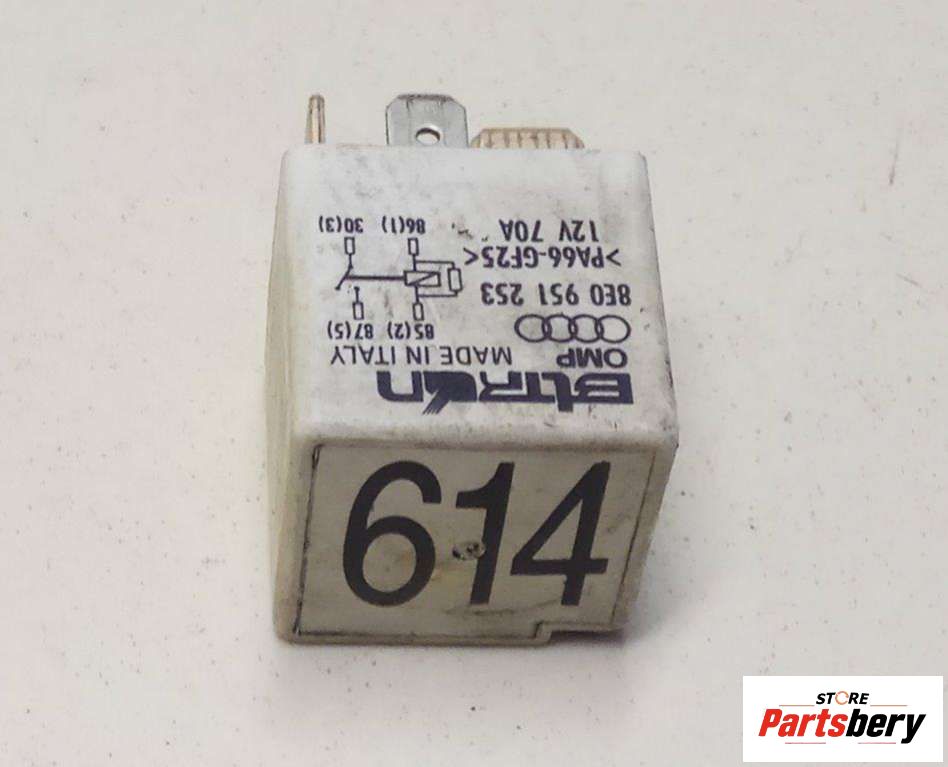 Eltron
OMP MADE IN ITALY
85(2) 87(5)
8E0 951 253
>PA66-GF25<
12V 70A
86(1) 30(3)
614
STORE
Partsbery